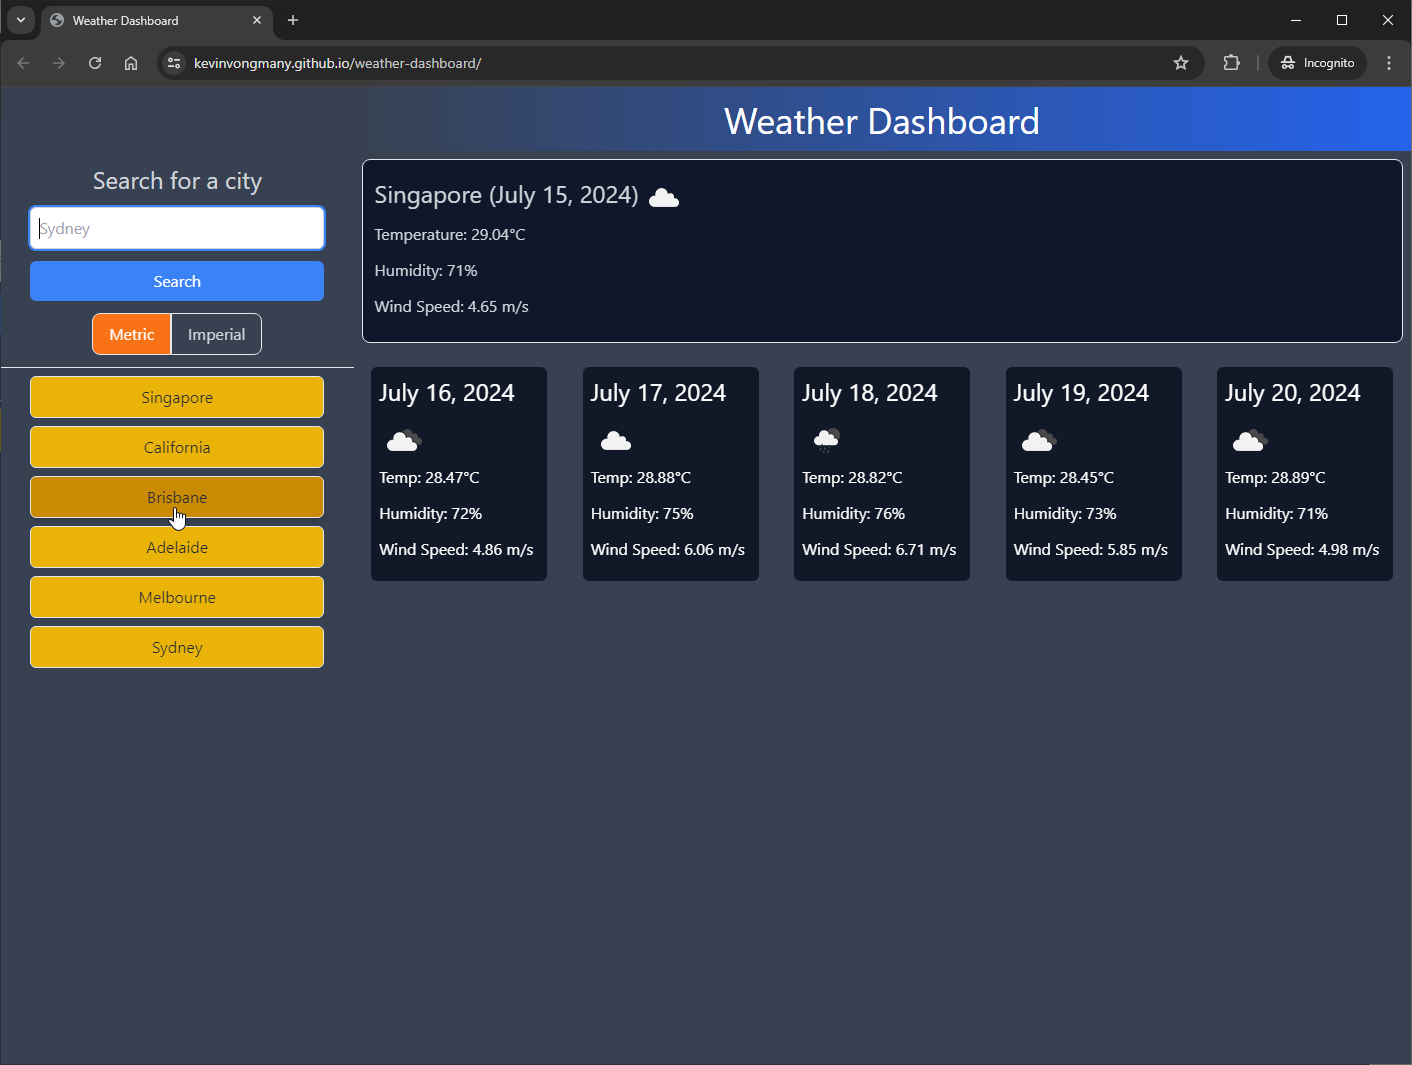 Weather Dashboard
kevinvongmany.github.io/weather-dashboard/
Incognito
Weather Dashboard
Search for a city
Sydney
Search
Metric
Imperial
Singapore
California
Brisbane
Adelaide
Melbourne
Sydney
Singapore (July 15, 2024)
Temperature: 29.04°C
Humidity: 71%
Wind Speed: 4.65 m/s
July 16, 2024
Temp: 28.47°C
Humidity: 72%
Wind Speed: 4.86 m/s
July 17, 2024
Temp: 28.88°C
Humidity: 75%
Wind Speed: 6.06 m/s
July 18, 2024
Temp: 28.82°C
Humidity: 76%
Wind Speed: 6.71 m/s
July 19, 2024
Temp: 28.45°C
Humidity: 73%
Wind Speed: 5.85 m/s
July 20, 2024
Temp: 28.89°C
Humidity: 71%
Wind Speed: 4.98 m/s